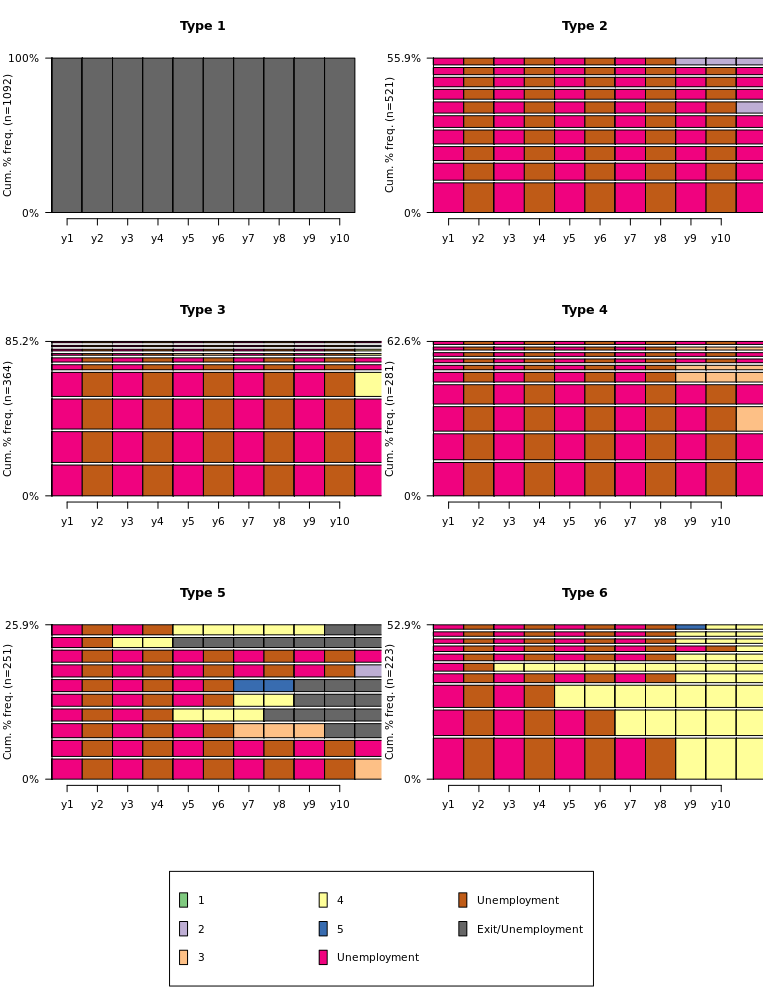 Type 1
100%
Cum. % freq. (n=1092)
0%
y1 y2 y3 y4 y5 y6 y7 y8 y9 y10
Type 2
55.9%
Cum. % freq. (n=521)
0%
y1 y2 y3 y4 y5 y6 y7 y8 y9 y10
Type 3
85.2%
Cum. % freq. (n=364)
0%
y1 y2 y3 y4 y5 y6 y7 y8 y9 y10
Type 4
62.6%
Cum. % freq. (n=281)
0%
y1 y2 y3 y4 y5 y6 y7 y8 y9 y10
Type 5
25.9%
Cum. % freq. (n=251)
0%
y1 y2 y3 y4 y5 y6 y7 y8 y9 y10
Type 6
52.9%
Cum. % freq. (n=223)
0%
y1 y2 y3 y4 y5 y6 y7 y8 y9 y10
1
2
3
4
5
Unemployment
Unemployment
Exit/Unemployment